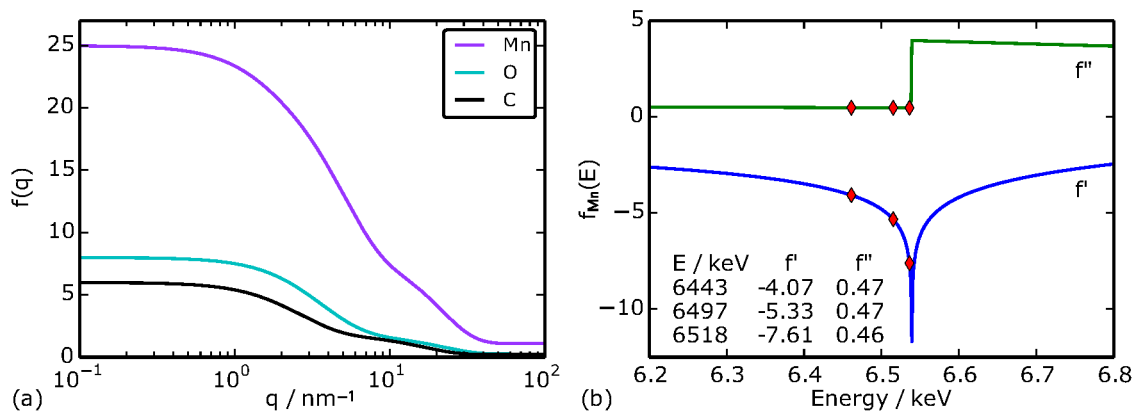 25
20
15
10
5
0
f(q)
Mn
O
C
10⁻¹ 10⁰ 10¹ 10²
q / nm⁻¹
(a)
5
0
−5
−10
f_Mn(E)
f"
f'
E / keV f' f"
6443 -4.07 0.47
6497 -5.33 0.47
6518 -7.61 0.46
6.2 6.3 6.4 6.5 6.6 6.7 6.8
Energy / keV
(b)